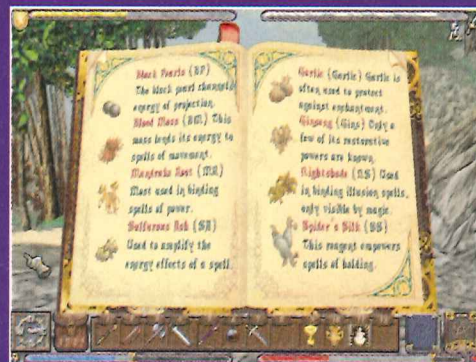 Black Pearls (BP)
The black pearl channels
energy of projection.
Blood Moss (BM) This
moss lends its energy to
spells of movement.
Mandrake Root (MR)
Most used in binding
spells of power.
Sulfurous Ash (SA)
Used to amplify the
energy effects of a spell.
Garlic (Garlic) Garlic is
often used to protect
against enchantment.
Ginseng (Gins) Only a
few of its restorative
powers are known.
Nightshade (NS) Used
in binding illusion spells,
only visible by magic.
Spider's Silk (SS)
This reagent empowers
spells of holding.